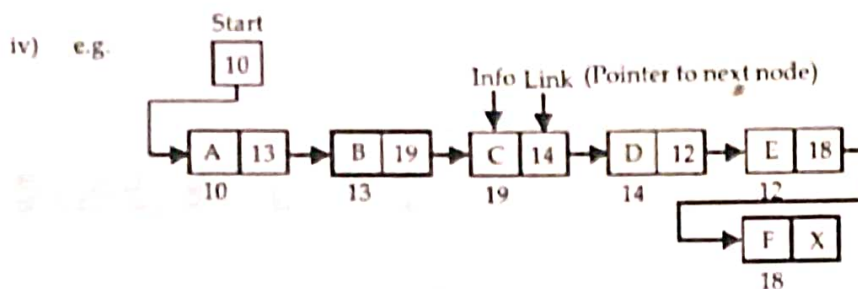 Start
iv) e.g.
10
Info Link (Pointer to next node)
A 13 B 19 C 14 D 12 E 18
10 13 19 14 12
F X
18